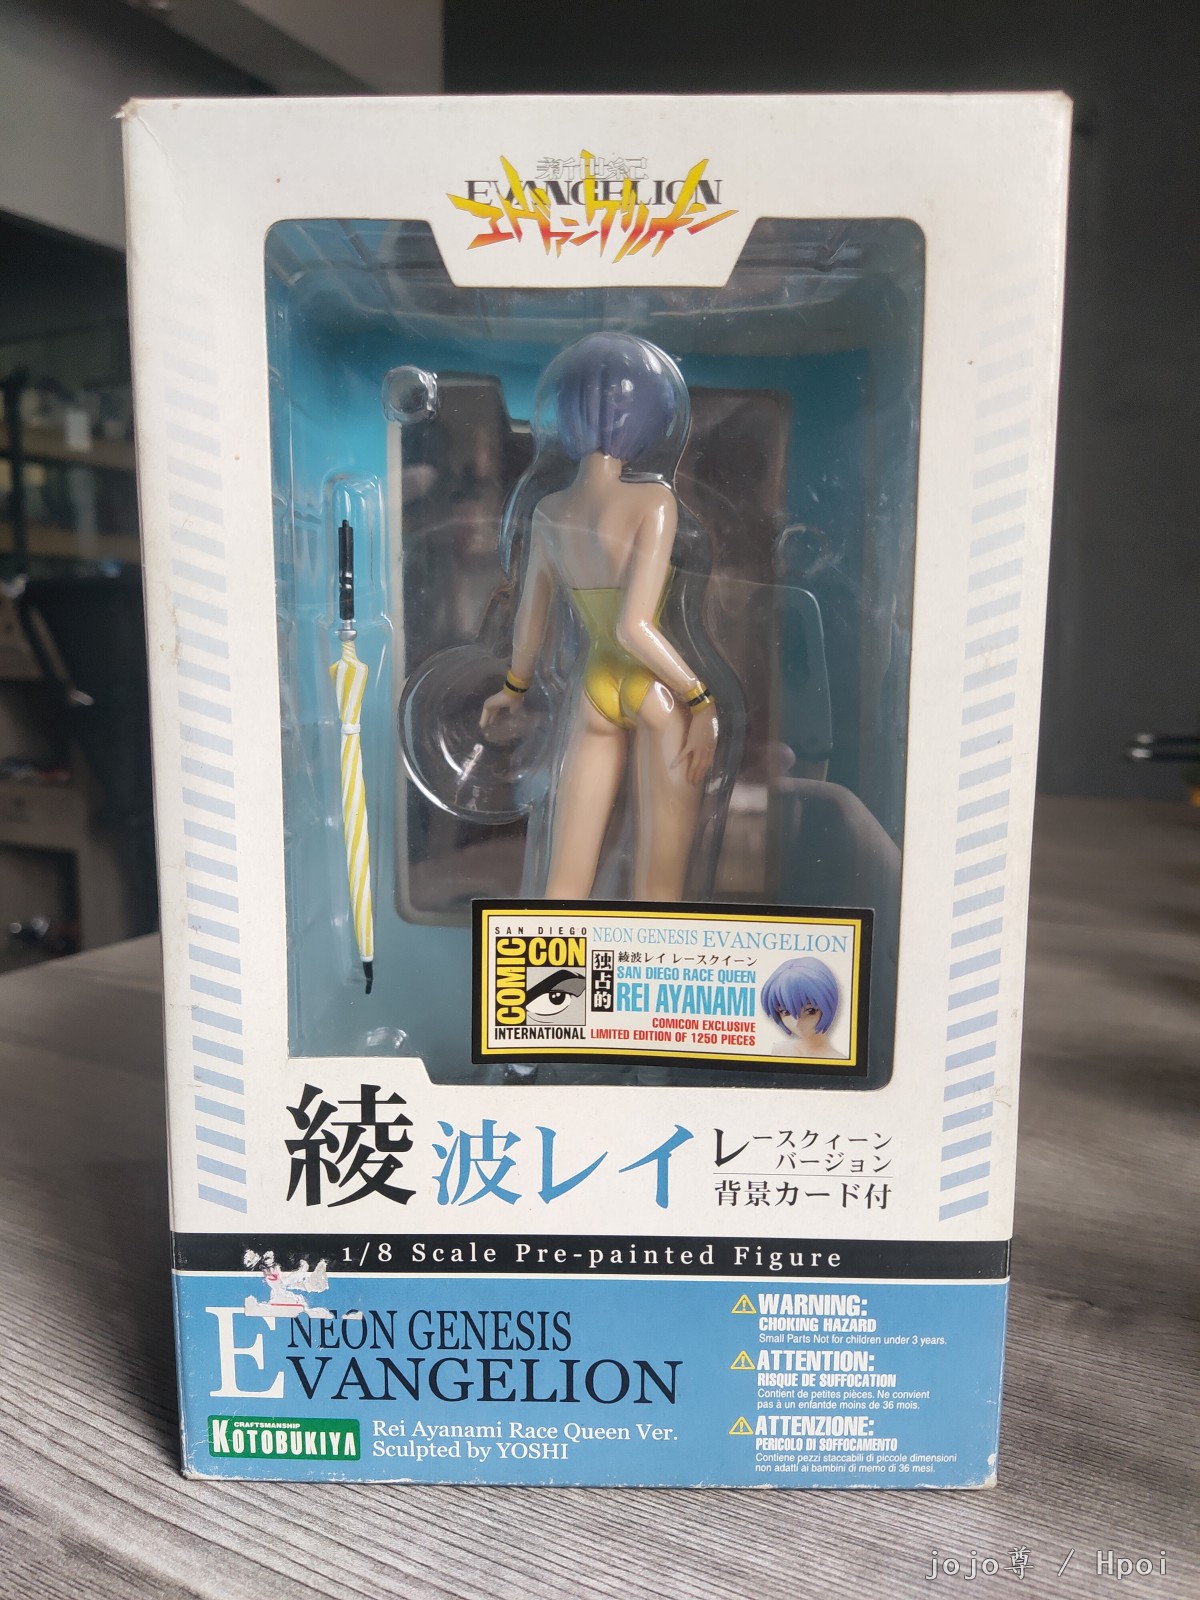 新世紀
EVANGELION
エヴァンゲリオン
SAN DIEGO
COMIC
CON
INTERNATIONAL
NEON GENESIS EVANGELION
独占的
綾波レイ レースクイーン
SAN DIEGO RACE QUEEN
REI AYANAMI
COMICON EXCLUSIVE
LIMITED EDITION OF 1250 PIECES
綾波レイ
レースクィーン
バージョン
背景カード付
1/8 Scale Pre-painted Figure
NEON GENESIS
EVANGELION
CRAFTSMANSHIP
KOTOBUKIYA
Rei Ayanami Race Queen Ver.
Sculpted by YOSHI
WARNING:
CHOKING HAZARD
Small Parts Not for children under 3 years.
ATTENTION:
RISQUE DE SUFFOCATION
Contient de petites pièces. Ne convient
pas à un enfantde moins de 36 mois.
ATTENZIONE:
PERICOLO DI SOFFOCAMENTO
Contiene pezzi staccabili di piccole dimensioni
non adatti ai bambini di memo di 36 mesi.
jojo尊 / Hpoi